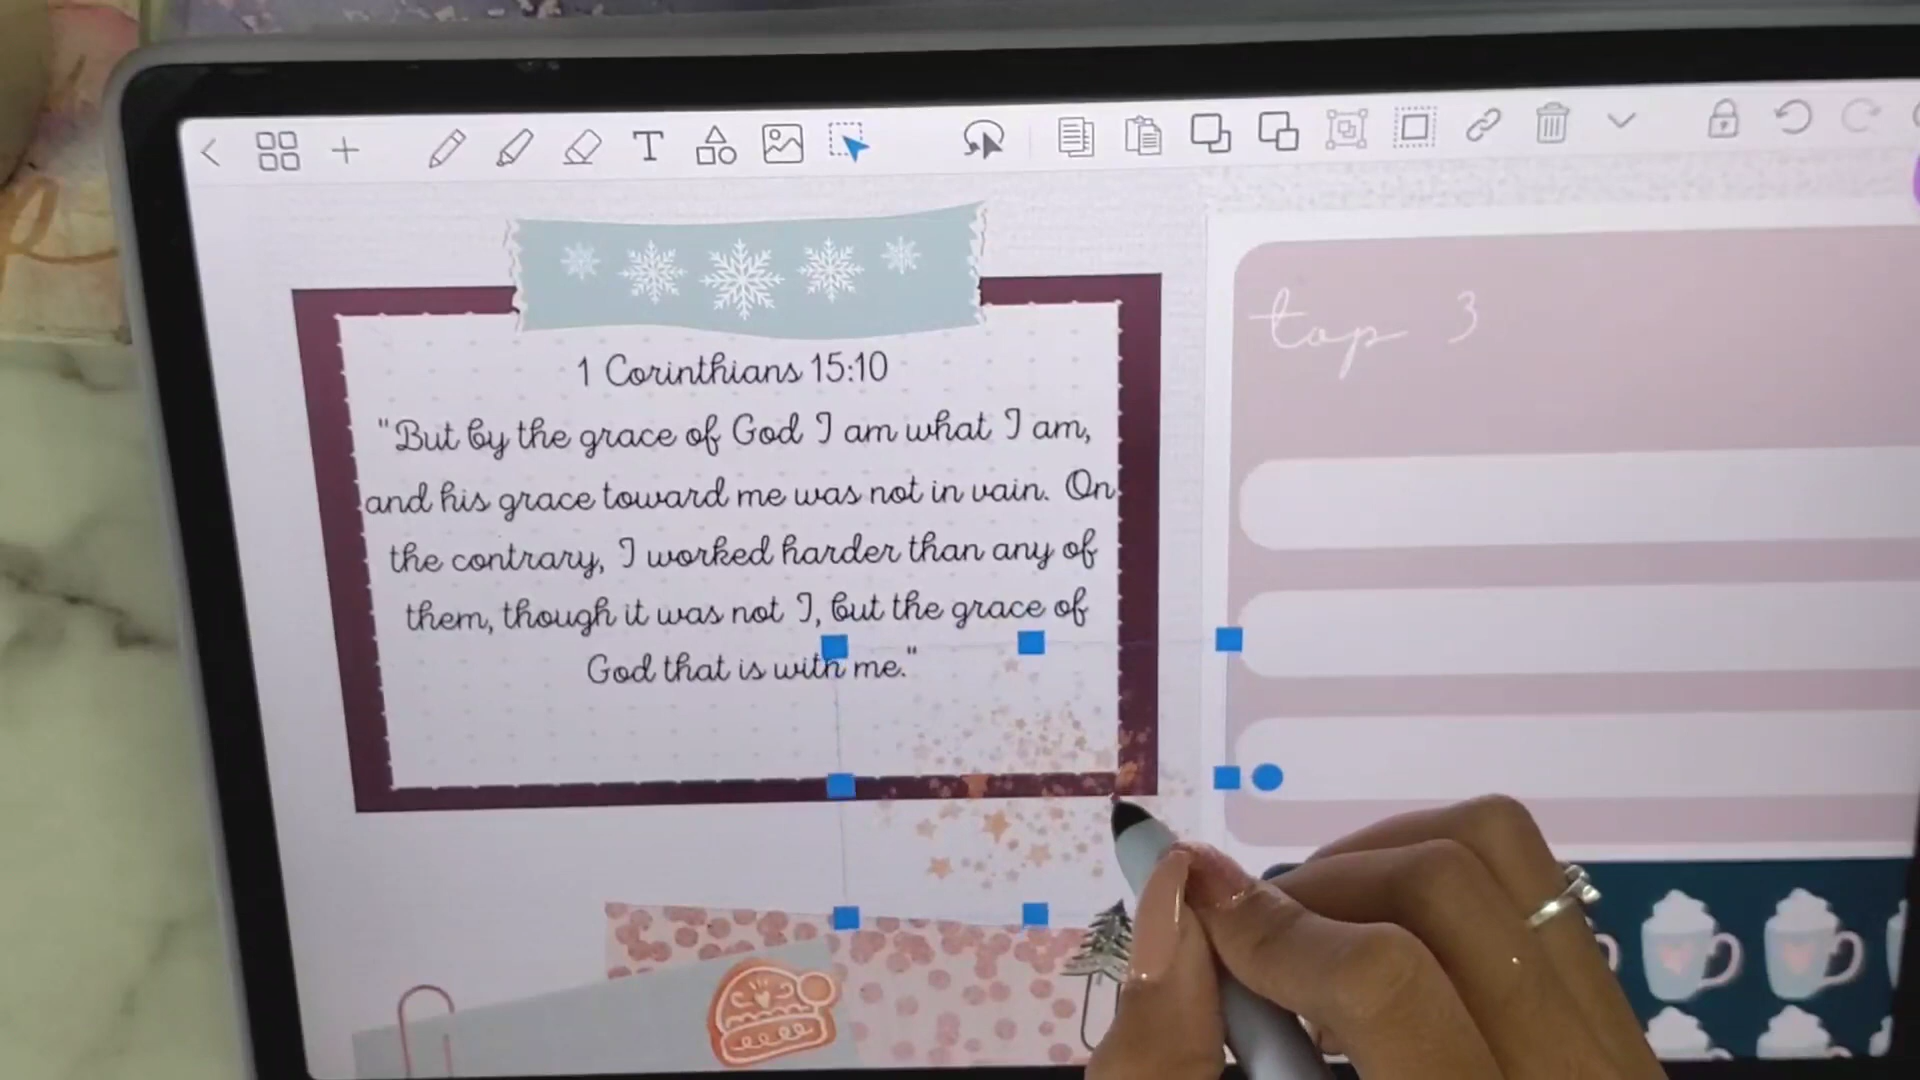 1 Corinthians 15:10
"But by the grace of God I am what I am,
and his grace toward me was not in vain. On
the contrary, I worked harder than any of
them, though it was not I, but the grace of
God that is with me."
top 3